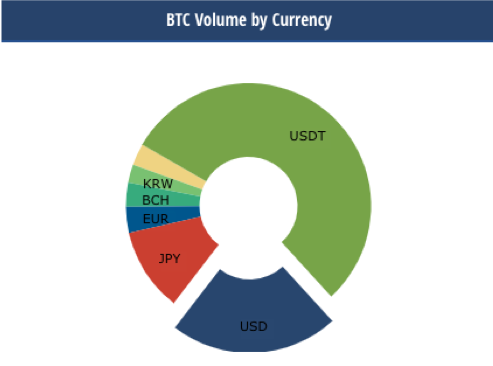 BTC Volume by Currency
USDT
KRW
BCH
EUR
JPY
USD